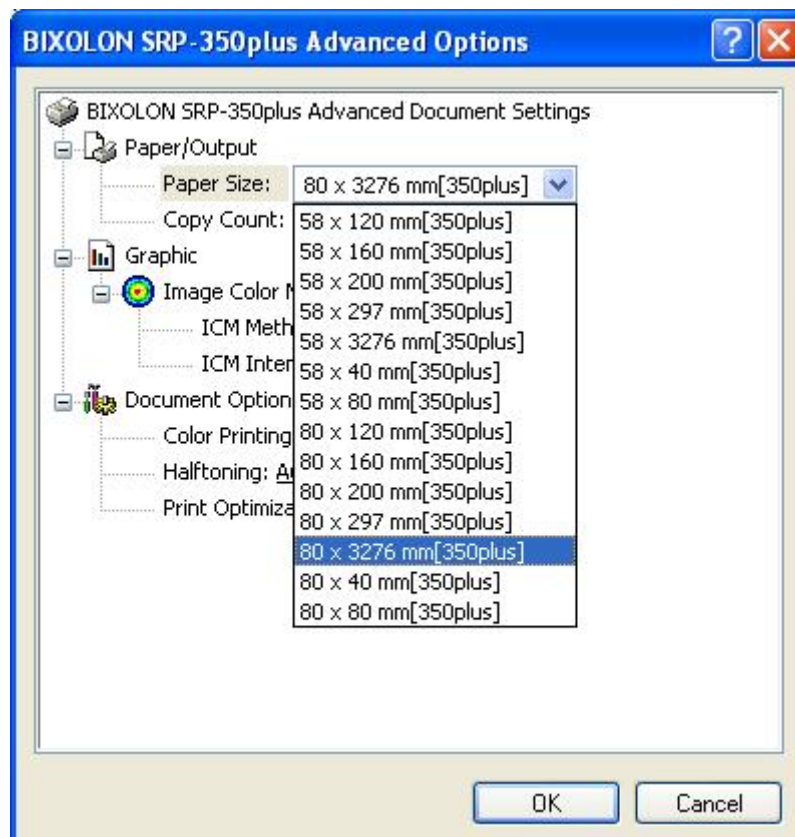 BIXOLON SRP-350plus Advanced Options
BIXOLON SRP-350plus Advanced Document Settings
Paper/Output
Paper Size: 80 x 3276 mm[350plus]
Copy Count:
58 x 120 mm[350plus]
58 x 160 mm[350plus]
Graphic
58 x 200 mm[350plus]
Image Color
58 x 297 mm[350plus]
ICM
58 x 3276 mm[350plus]
ICM
58 x 40 mm[350plus]
Document Option
58 x 80 mm[350plus]
Color Printing
80 x 120 mm[350plus]
Halftoning:
80 x 160 mm[350plus]
80 x 200 mm[350plus]
Print
80 x 297 mm[350plus]
80 x 3276 mm[350plus]
80 x 40 mm[350plus]
80 x 80 mm[350plus]
OK Cancel